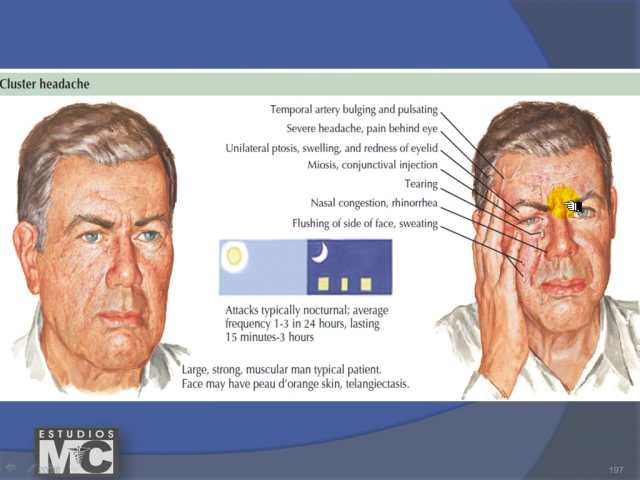 Cluster headache
Temporal artery bulging and pulsating
Severe headache, pain behind eye
Unilateral ptosis, swelling, and redness of eyelid
Miosis, conjunctival injection
Tearing
Nasal congestion, rhinorrhea
Flushing of side of face, sweating
Attacks typically nocturnal; average
frequency 1-3 in 24 hours, lasting
15 minutes-3 hours
Large, strong, muscular man typical patient.
Face may have peau d’orange skin, telangiectasis.
ESTUDIOS
MC
197